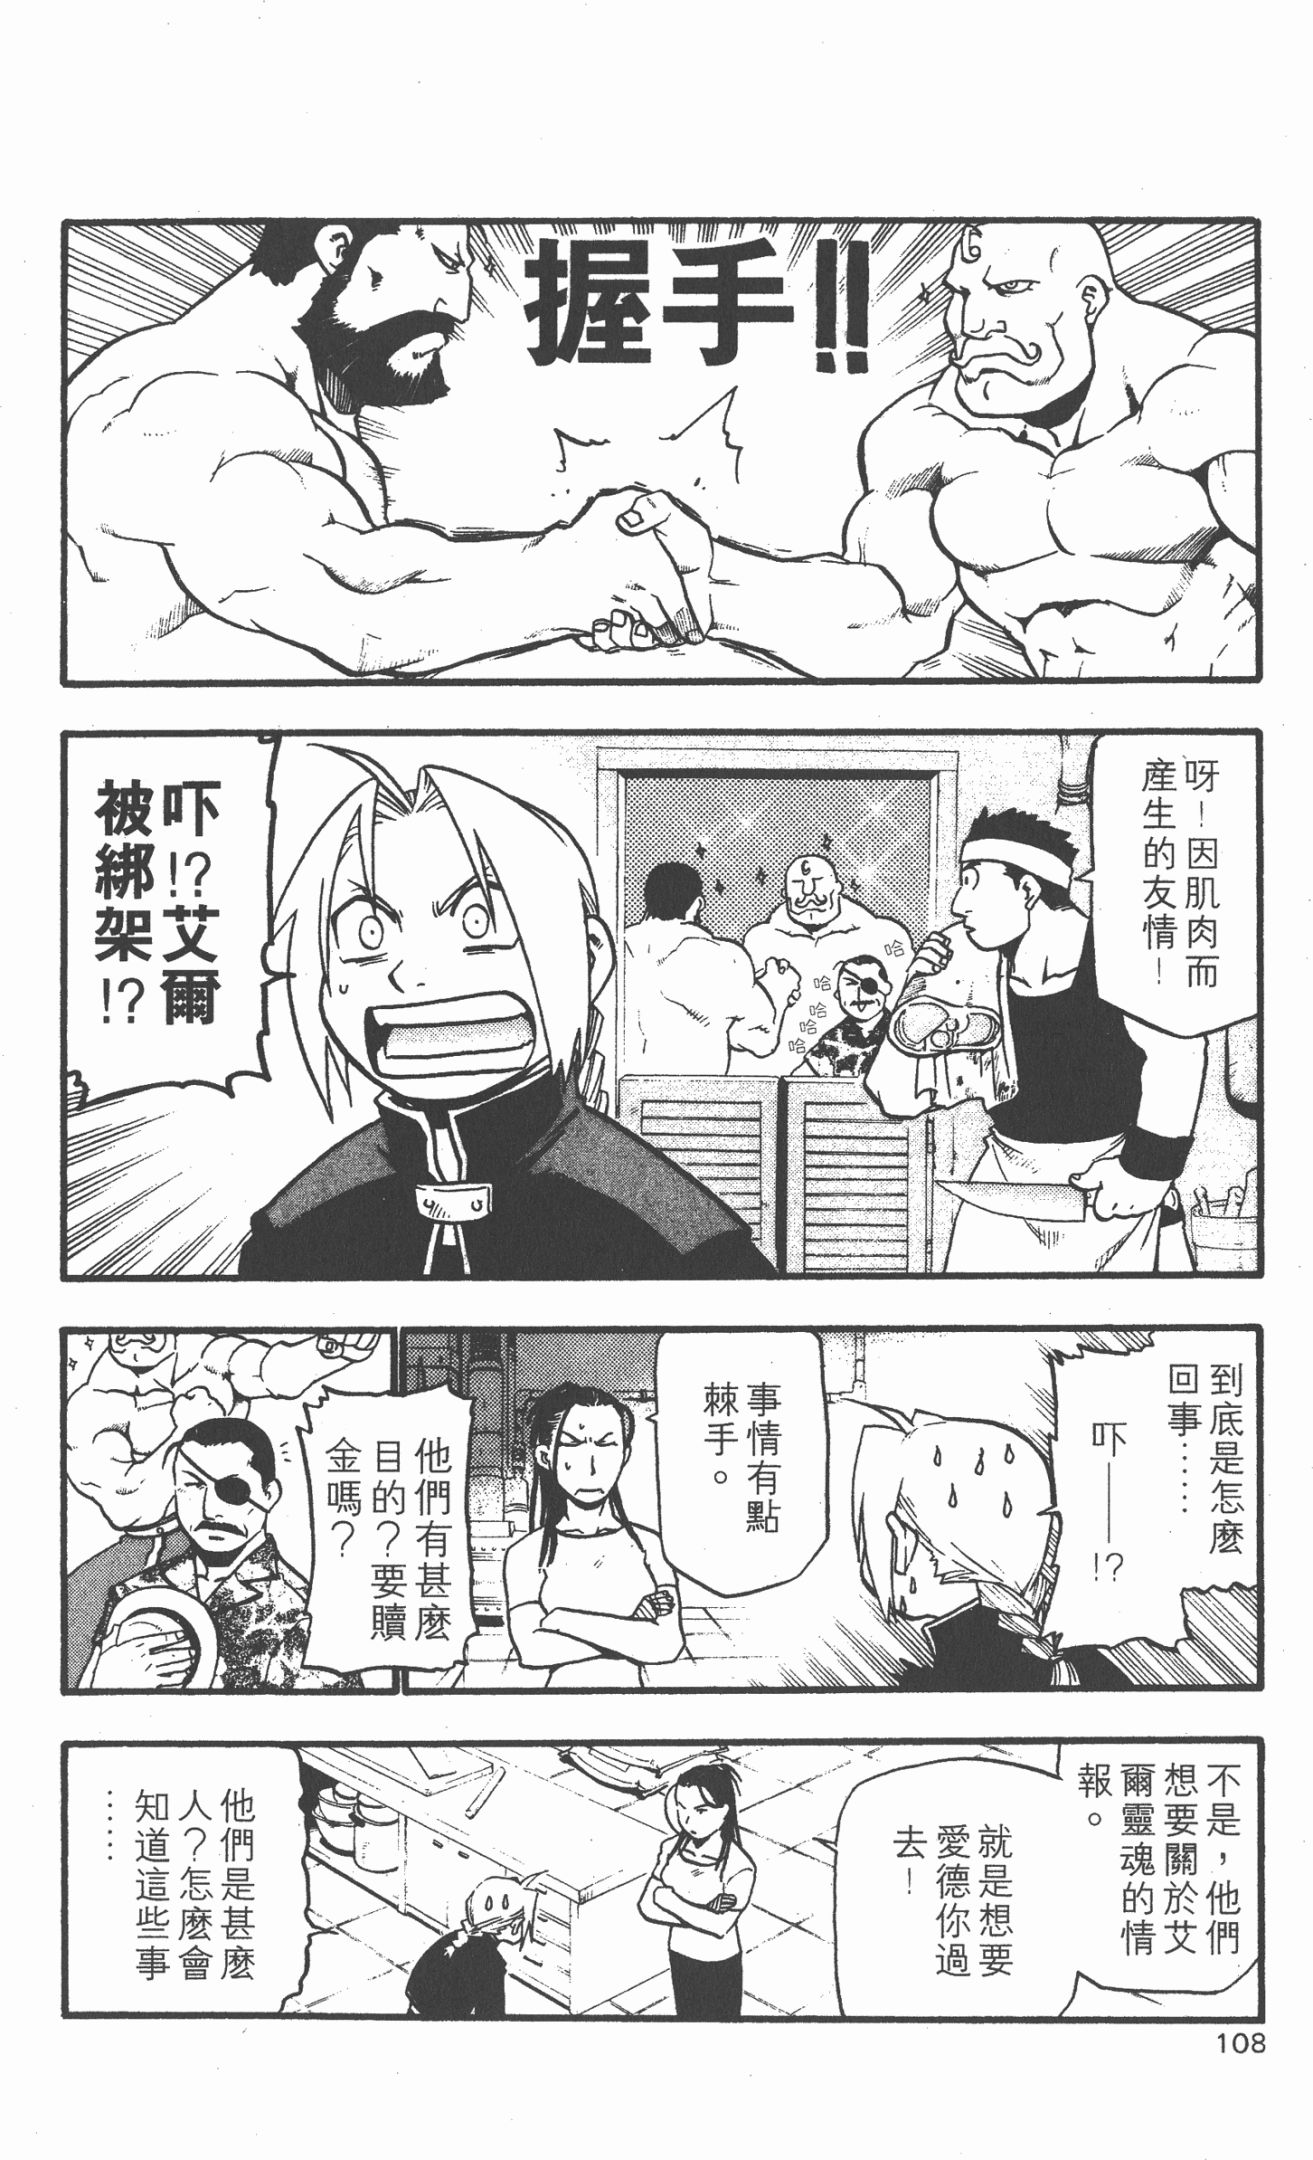 握手!!
呀！因肌肉而
産生的友情！
哈
哈
哈
哈
哈
吓!?艾爾
被綁架!?
到底是怎麼
回事……
吓——!?
事情有點
棘手。
他們有甚麼
目的？要贖
金嗎？
不是，他們
想要關於艾
爾靈魂的情
報。
就是想要
愛德你過
去！
他們是甚麼
人？怎麼會
知道這些事
……
108